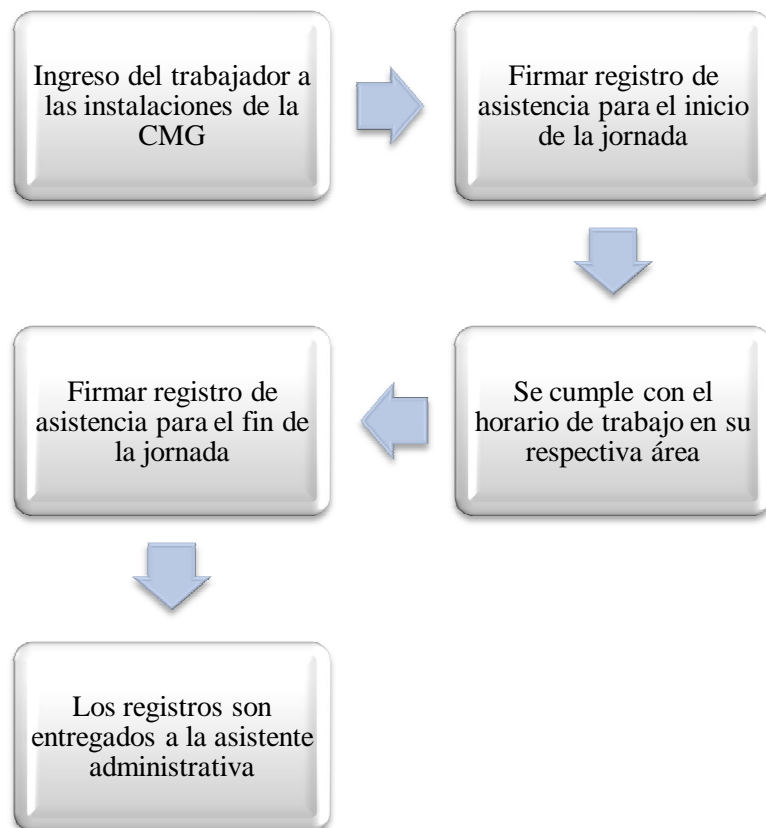 Ingreso del trabajador a
las instalaciones de la
CMG
Firmar registro de
asistencia para el inicio
de la jornada
Se cumple con el
horario de trabajo en su
respectiva área
Firmar registro de
asistencia para el fin de
la jornada
Los registros son
entregados a la asistente
administrativa